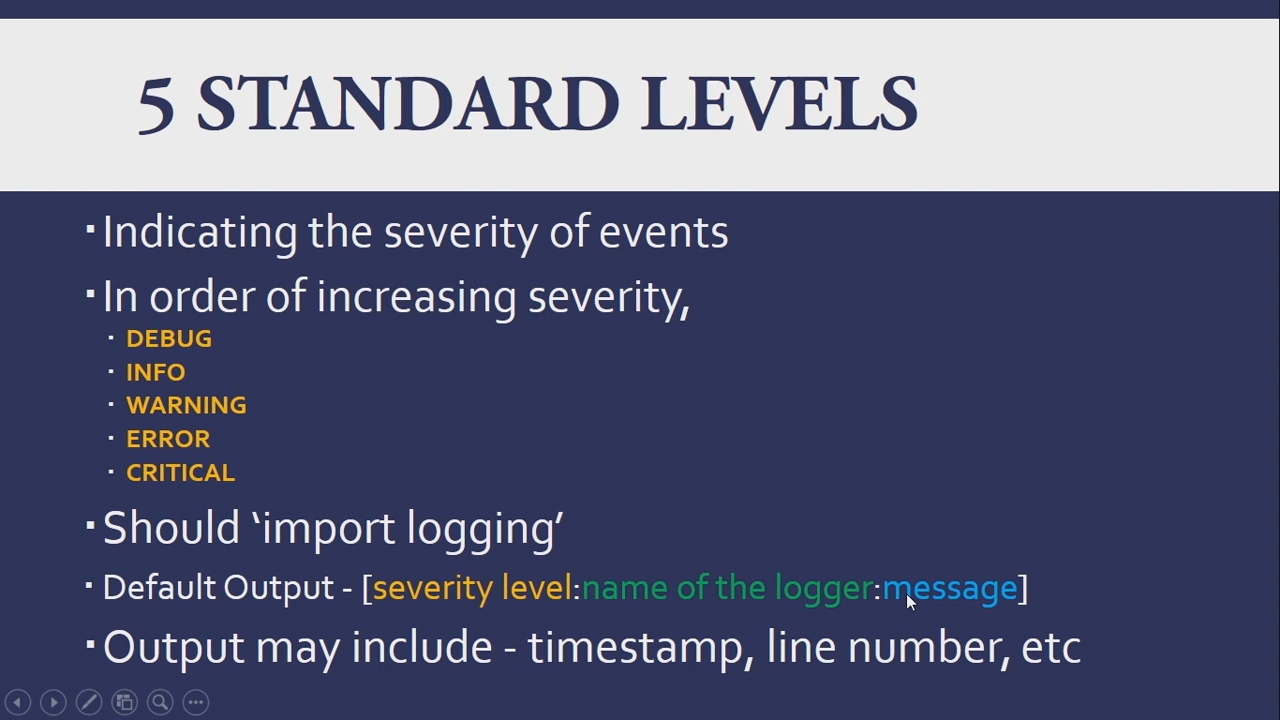 5 STANDARD LEVELS
▪ Indicating the severity of events
▪ In order of increasing severity,
▪ DEBUG
▪ INFO
▪ WARNING
▪ ERROR
▪ CRITICAL
▪ Should ‘import logging’
▪ Default Output - [severity level:name of the logger:message]
▪ Output may include - timestamp, line number, etc